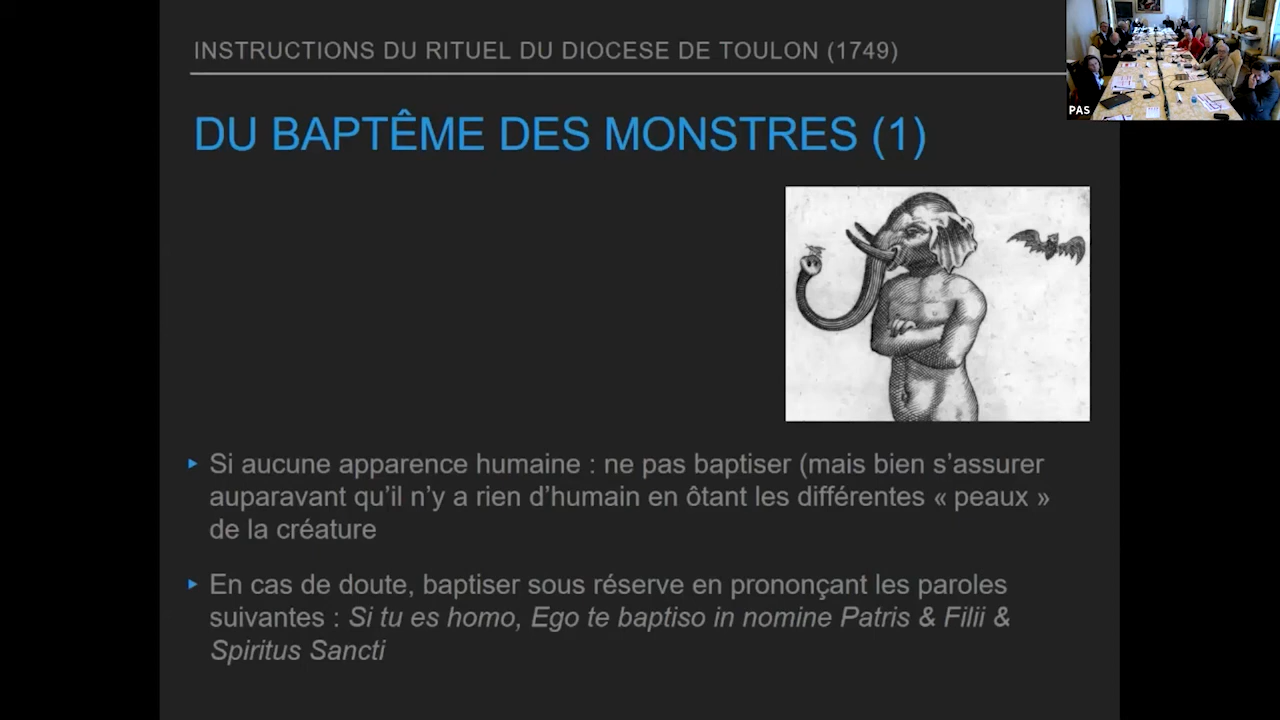 INSTRUCTIONS DU RITUEL DU DIOCESE DE TOULON (1749)
PAS
DU BAPTÊME DES MONSTRES (1)
Si aucune apparence humaine : ne pas baptiser (mais bien s’assurer
auparavant qu’il n’y a rien d’humain en ôtant les différentes « peaux »
de la créature
En cas de doute, baptiser sous réserve en prononçant les paroles
suivantes : Si tu es homo, Ego te baptiso in nomine Patris & Filii &
Spiritus Sancti